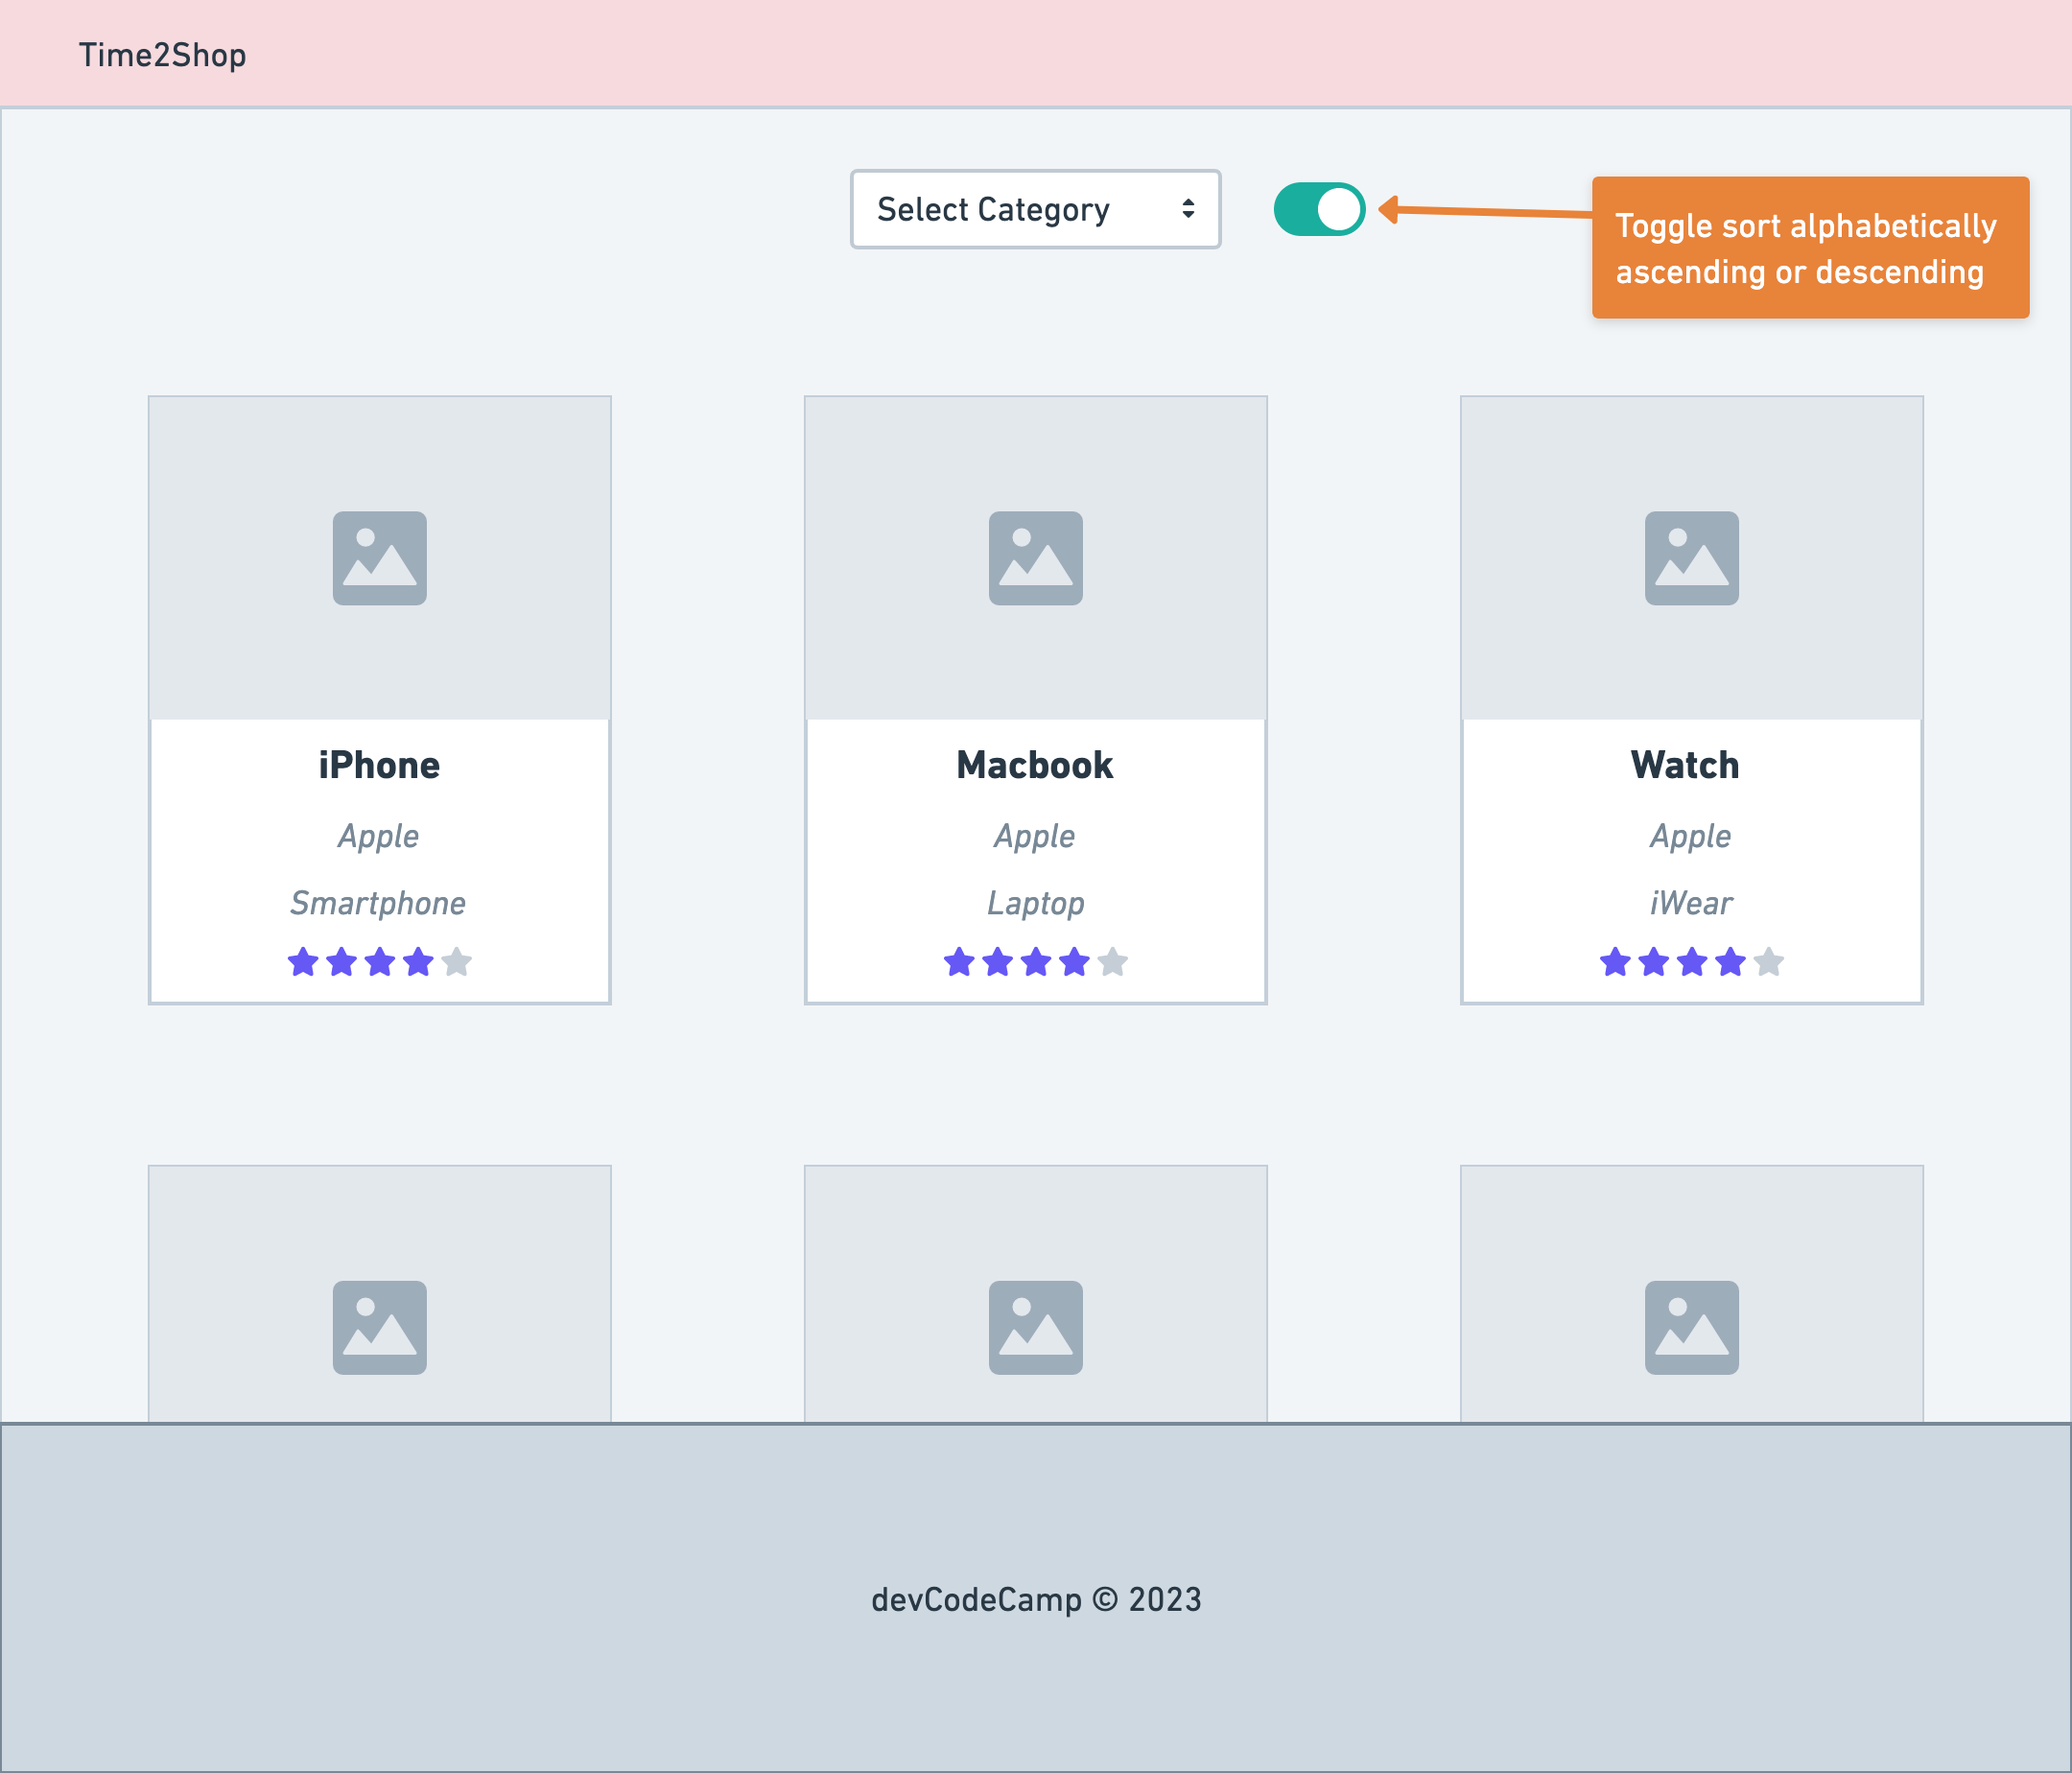 Time2Shop
Select Category
Toggle sort alphabetically
ascending or descending
iPhone
Apple
Smartphone
Macbook
Apple
Laptop
Watch
Apple
iWear
devCodeCamp © 2023